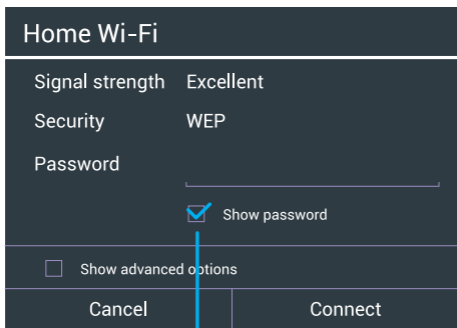 Home Wi-Fi
Signal strength Excellent
Security WEP
Password
Show password
Show advanced options
Cancel Connect